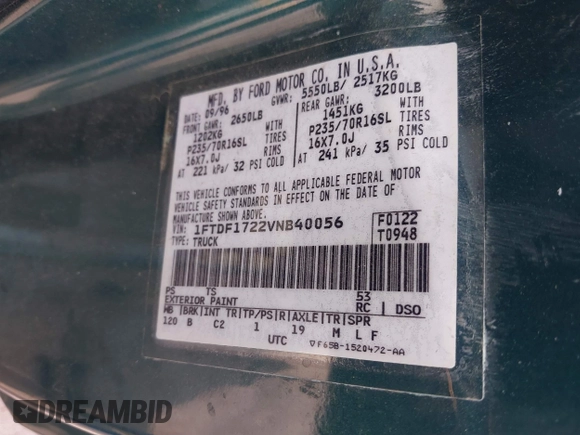 MFD. BY FORD MOTOR CO. IN U.S.A.
DATE: 09/96 GVWR: 5550LB/ 2517KG
FRONT GAWR: 2650LB REAR GAWR: 3200LB
1202KG WITH 1451KG WITH
P235/70R16SL TIRES P235/70R16SL TIRES
16X7.0J RIMS 16X7.0J RIMS
AT 221 kPa/ 32 PSI COLD AT 241 kPa/ 35 PSI COLD
THIS VEHICLE CONFORMS TO ALL APPLICABLE FEDERAL MOTOR
VEHICLE SAFETY STANDARDS IN EFFECT ON THE DATE OF
MANUFACTURE SHOWN ABOVE.
VIN: 1FTDF1722VNB40056 F0122
TYPE: TRUCK T0948
PS TS 53
EXTERIOR PAINT RC DSO
WB BRK INT TR TP/PS R AXLE TR SPR
120 B C2 1 19 M L F
UTC ▽F65B-1520472-AA
DREAMBID